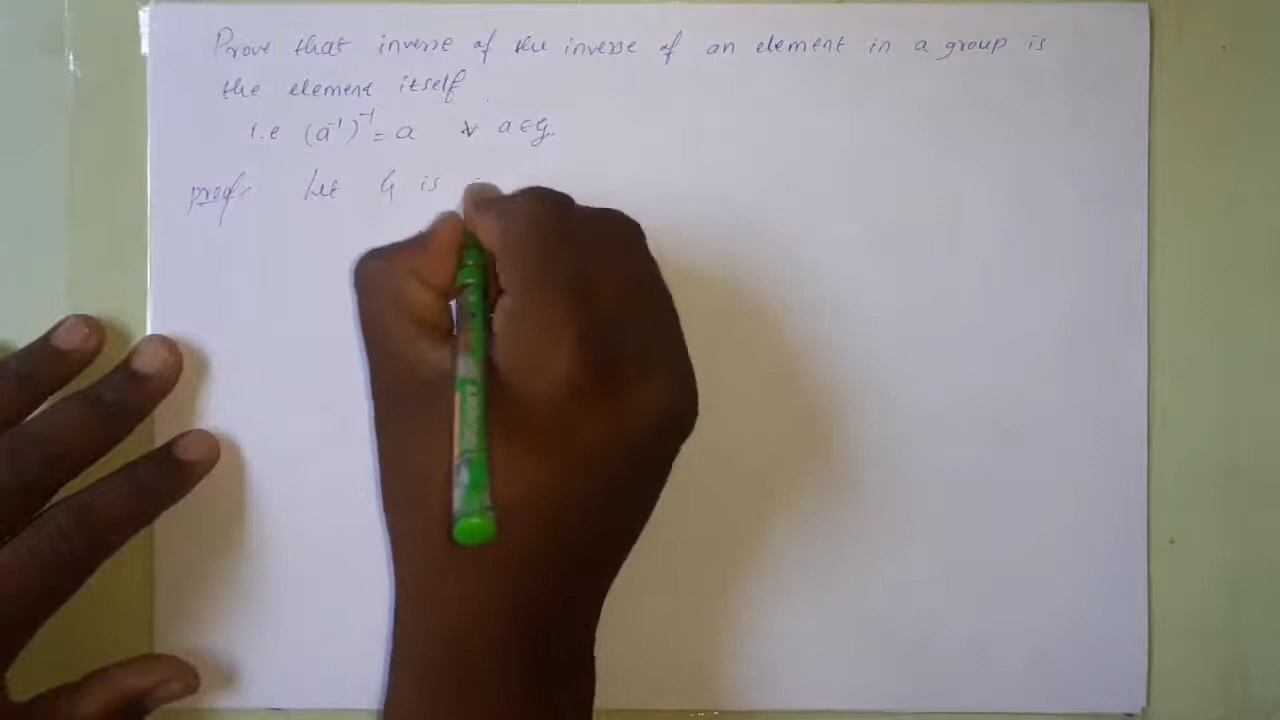 Prove that inverse of the inverse of an element in a group is
the element itself
i.e (a⁻¹)⁻¹ = a ∀ a ∈ G.
proof:- Let G is